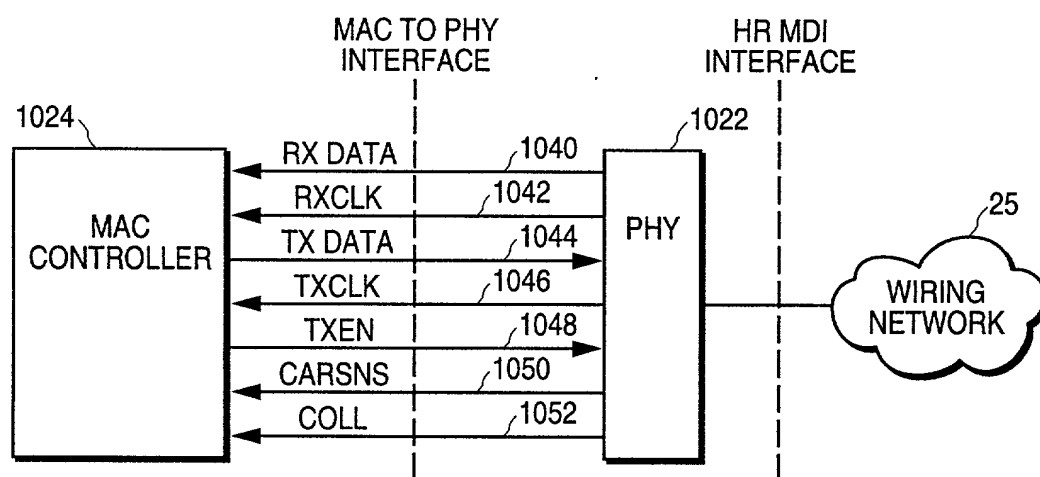 MAC TO PHY
INTERFACE
HR MDI
INTERFACE
1024
1022
RX DATA
1040
RXCLK
1042
MAC
CONTROLLER
TX DATA
1044
PHY
25
TXCLK
1046
WIRING
NETWORK
TXEN
1048
CARSNS
1050
COLL
1052